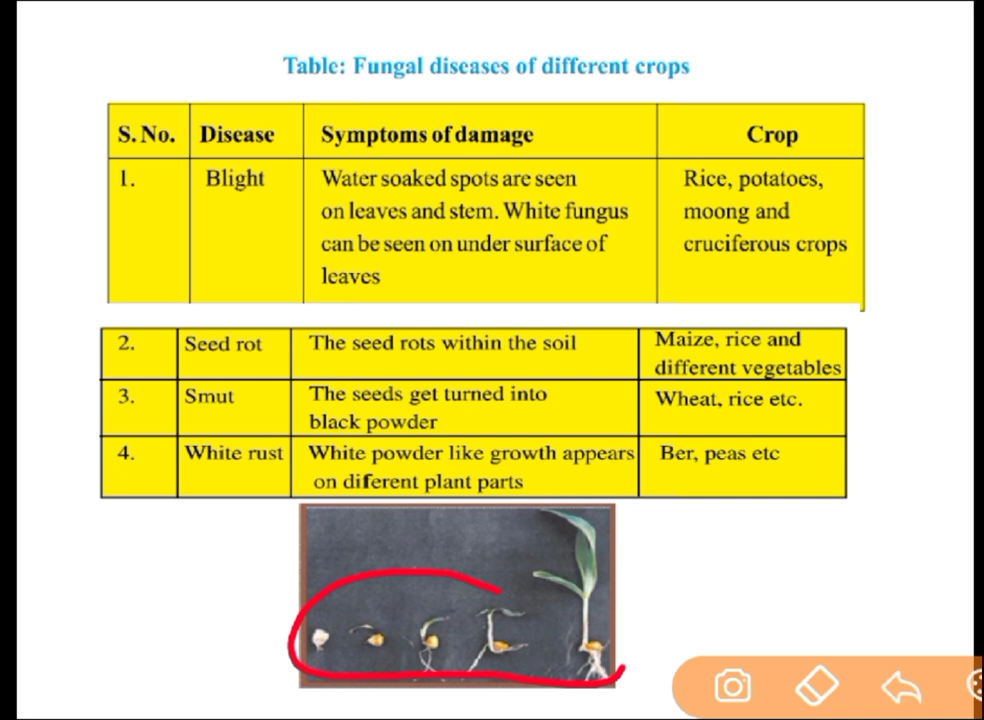 Table: Fungal diseases of different crops
S. No. Disease Symptoms of damage Crop
1. Blight Water soaked spots are seen Rice, potatoes,
on leaves and stem. White fungus moong and
can be seen on under surface of cruciferous crops
leaves
2. Seed rot The seed rots within the soil Maize, rice and
different vegetables
3. Smut The seeds get turned into Wheat, rice etc.
black powder
4. White rust White powder like growth appears Ber, peas etc
on diferent plant parts